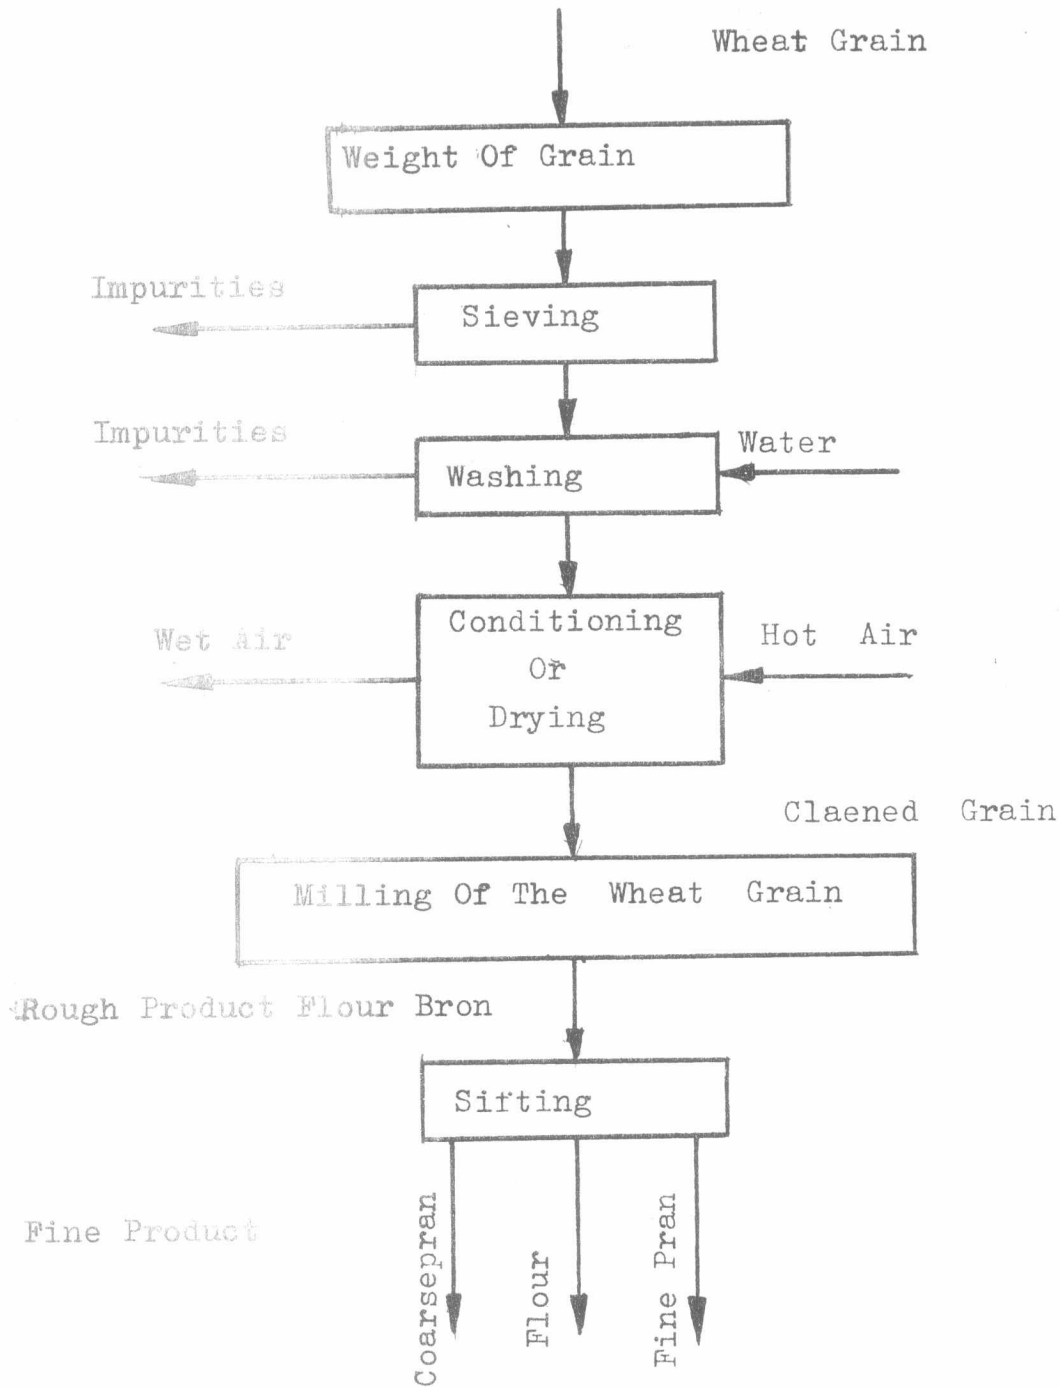 Wheat Grain
Weight Of Grain
Impurities
Sieving
Impurities
Water
Washing
Conditioning
Or
Drying
Wet Air
Hot Air
Claened Grain
Milling Of The Wheat Grain
Rough Product Flour Bron
Sifting
Fine Product
Coarsepran
Flour
Fine Pran